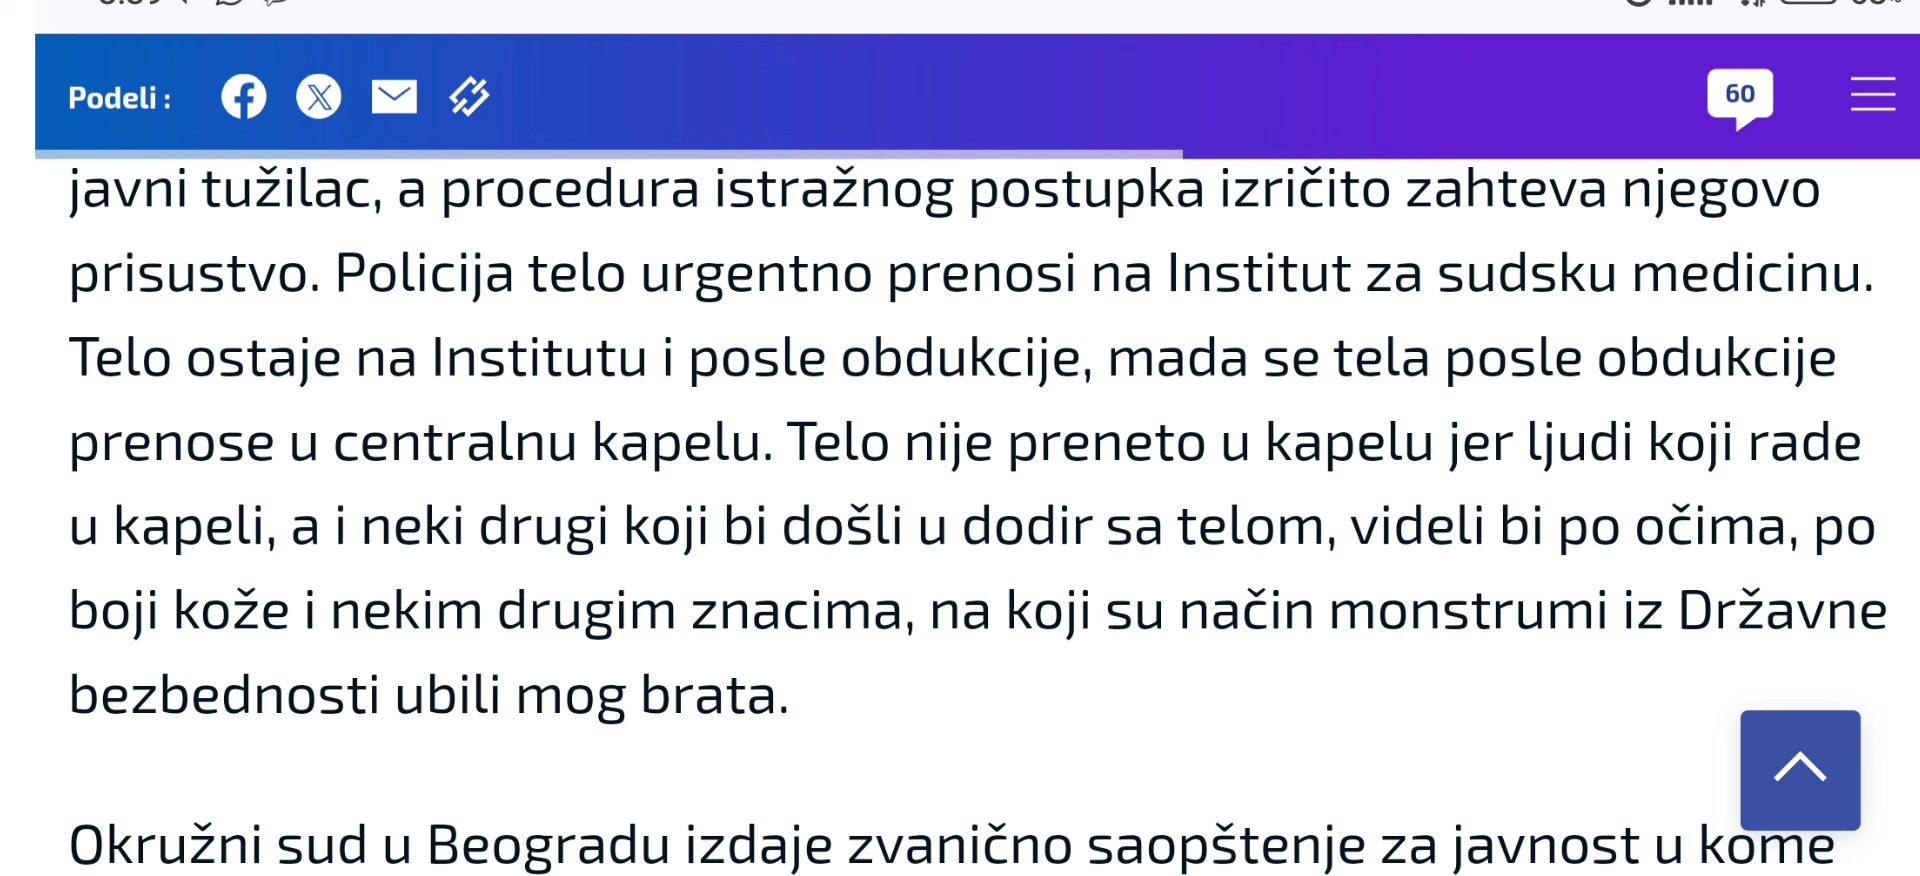 Podeli :
60
javni tužilac, a procedura istražnog postupka izričito zahteva njegovo
prisustvo. Policija telo urgentno prenosi na Institut za sudsku medicinu.
Telo ostaje na Institutu i posle obdukcije, mada se tela posle obdukcije
prenose u centralnu kapelu. Telo nije preneto u kapelu jer ljudi koji rade
u kapeli, a i neki drugi koji bi došli u dodir sa telom, videli bi po očima, po
boji kože i nekim drugim znacima, na koji su način monstrumi iz Državne
bezbednosti ubili mog brata.
Okružni sud u Beogradu izdaje zvanično saopštenje za javnost u kome